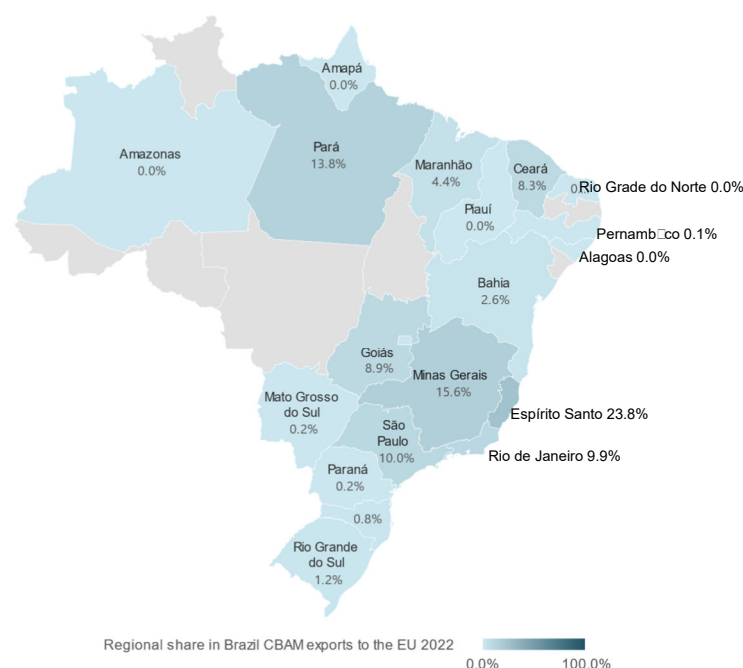 Amapá
0.0%
Amazonas
0.0%
Pará
13.8%
Maranhão
4.4%
Ceará
8.3%
Rio Grade do Norte 0.0%
Piauí
0.0%
Pernamb□co 0.1%
Alagoas 0.0%
Bahia
2.6%
Goiás
8.9%
Minas Gerais
15.6%
Mato Grosso
do Sul
0.2%
Espírito Santo 23.8%
São
Paulo
10.0%
Rio de Janeiro 9.9%
Paraná
0.2%
0.8%
Rio Grande
do Sul
1.2%
Regional share in Brazil CBAM exports to the EU 2022
0.0% 100.0%